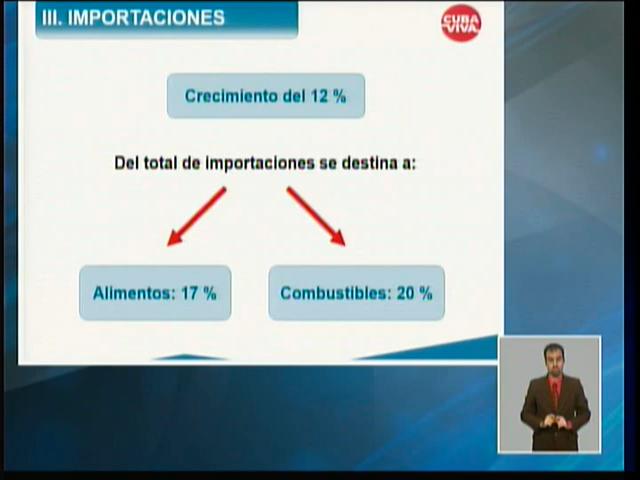 III. IMPORTACIONES
CUBA
VIVA
Crecimiento del 12 %
Del total de importaciones se destina a:
Alimentos: 17 %
Combustibles: 20 %